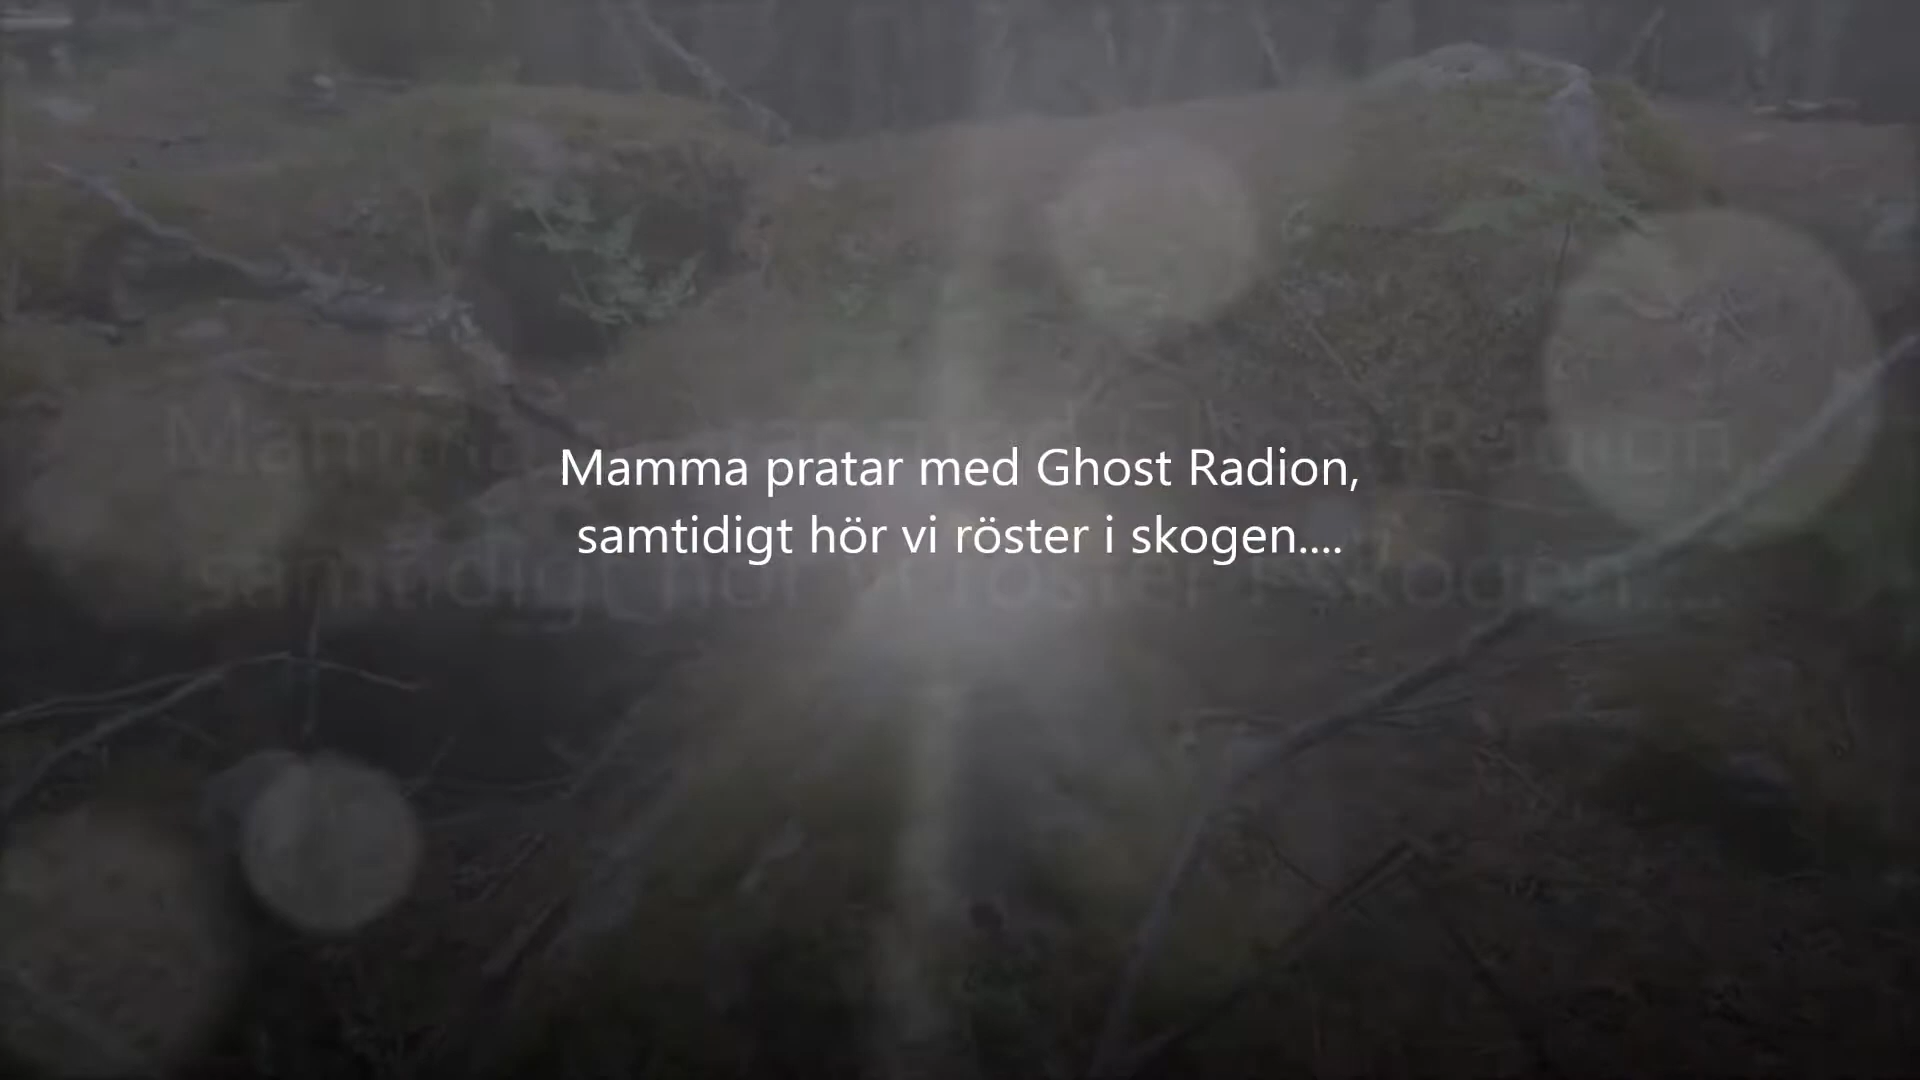 Mamma pratar med Ghost Radion,
samtidigt hör vi röster i skogen....